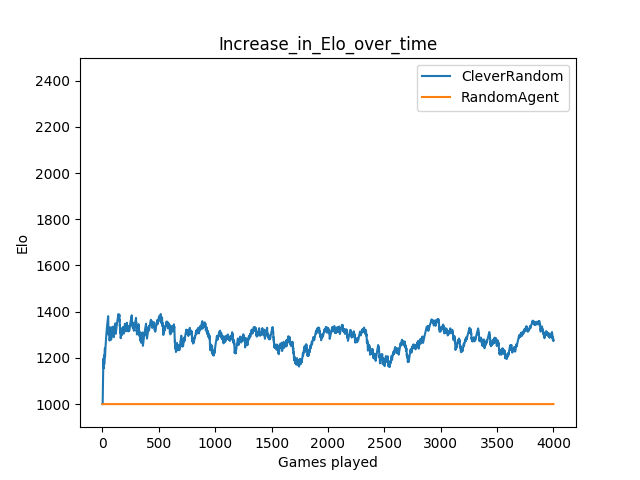 Increase_in_Elo_over_time
CleverRandom
RandomAgent
2400
2200
2000
1800
1600
1400
1200
1000
Elo
0 500 1000 1500 2000 2500 3000 3500 4000
Games played